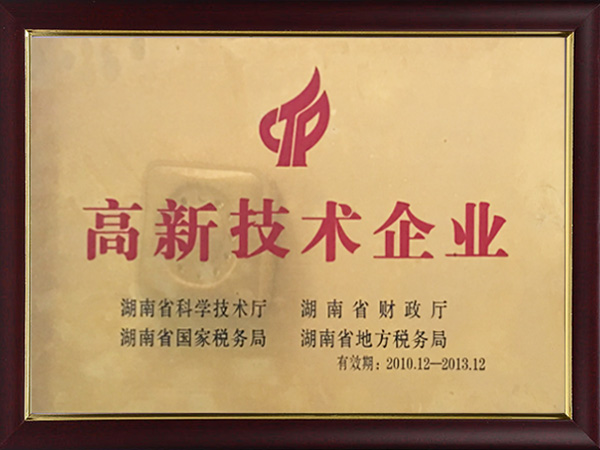 CTP
高新技术企业
湖南省科学技术厅 湖南省财政厅
湖南省国家税务局 湖南省地方税务局
有效期：2010.12—2013.12